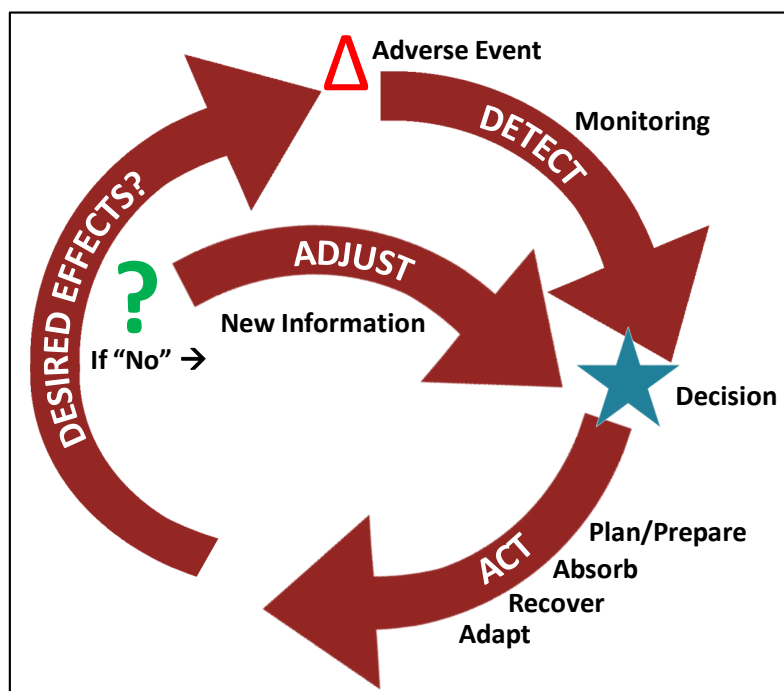 Adverse Event
DETECT
Monitoring
DESIRED EFFECTS?
ADJUST
?
New Information
If “No” →
Decision
Plan/Prepare
ACT
Absorb
Recover
Adapt